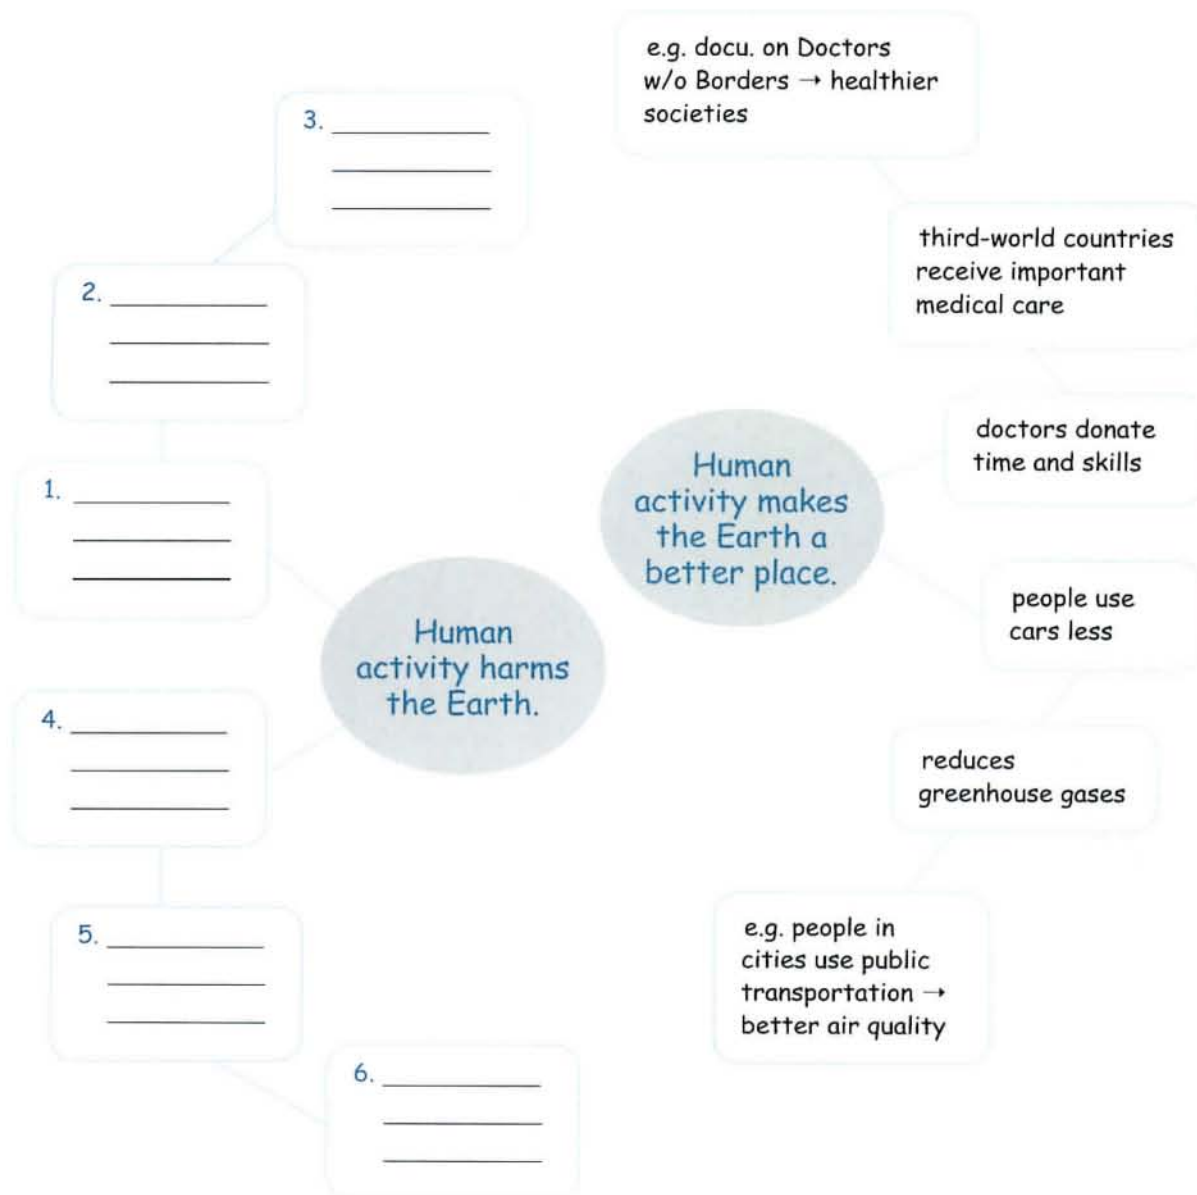 3.
2.
1.
Human
activity harms
the Earth.
4.
5.
6.
e.g. docu. on Doctors
w/o Borders → healthier
societies
third-world countries
receive important
medical care
doctors donate
time and skills
Human
activity makes
the Earth a
better place.
people use
cars less
reduces
greenhouse gases
e.g. people in
cities use public
transportation →
better air quality